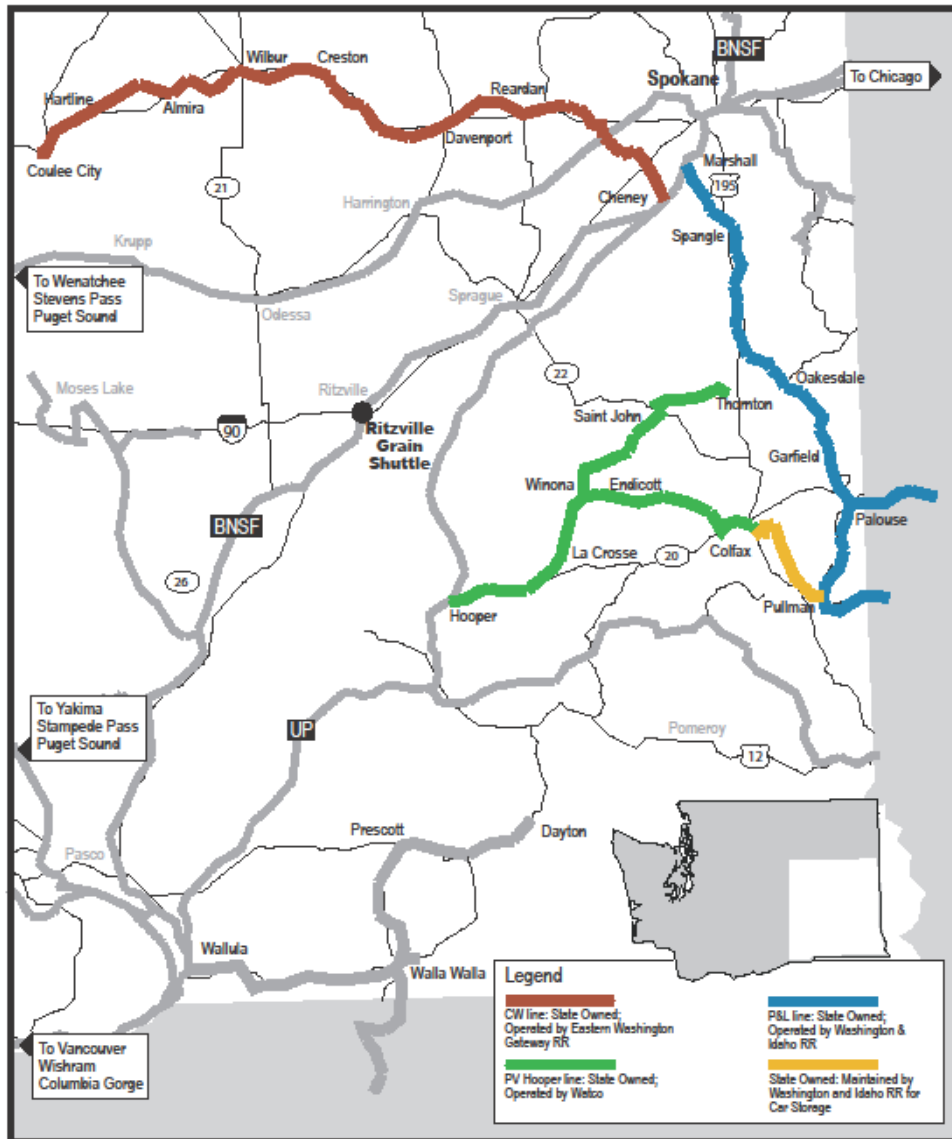 BNSF
Wilbur
Creston
Spokane
To Chicago
Hartline
Reardan
Almira
Davenport
Coulee City
Marshall
21
195
Harrington
Cheney
Krupp
Spangle
To Wenatchee
Stevens Pass
Puget Sound
Sprague
Odessa
Moses Lake
Ritzville
22
Oakesdale
Thornton
Saint John
90
Ritzville
Grain
Shuttle
Garfield
Winona
Endicott
BNSF
Palouse
La Crosse
20
Colfax
26
Hooper
Pullman
To Yakima
Stampede Pass
Puget Sound
UP
Pomeroy
12
Prescott
Dayton
Pasco
Wallula
Walla Walla
To Vancouver
Wishram
Columbia Gorge
Legend
CW line: State Owned;
Operated by Eastern Washington
Gateway RR
P&L line: State Owned;
Operated by Washington &
Idaho RR
PV Hooper line: State Owned;
Operated by Watco
State Owned: Maintained by
Washington and Idaho RR for
Car Storage